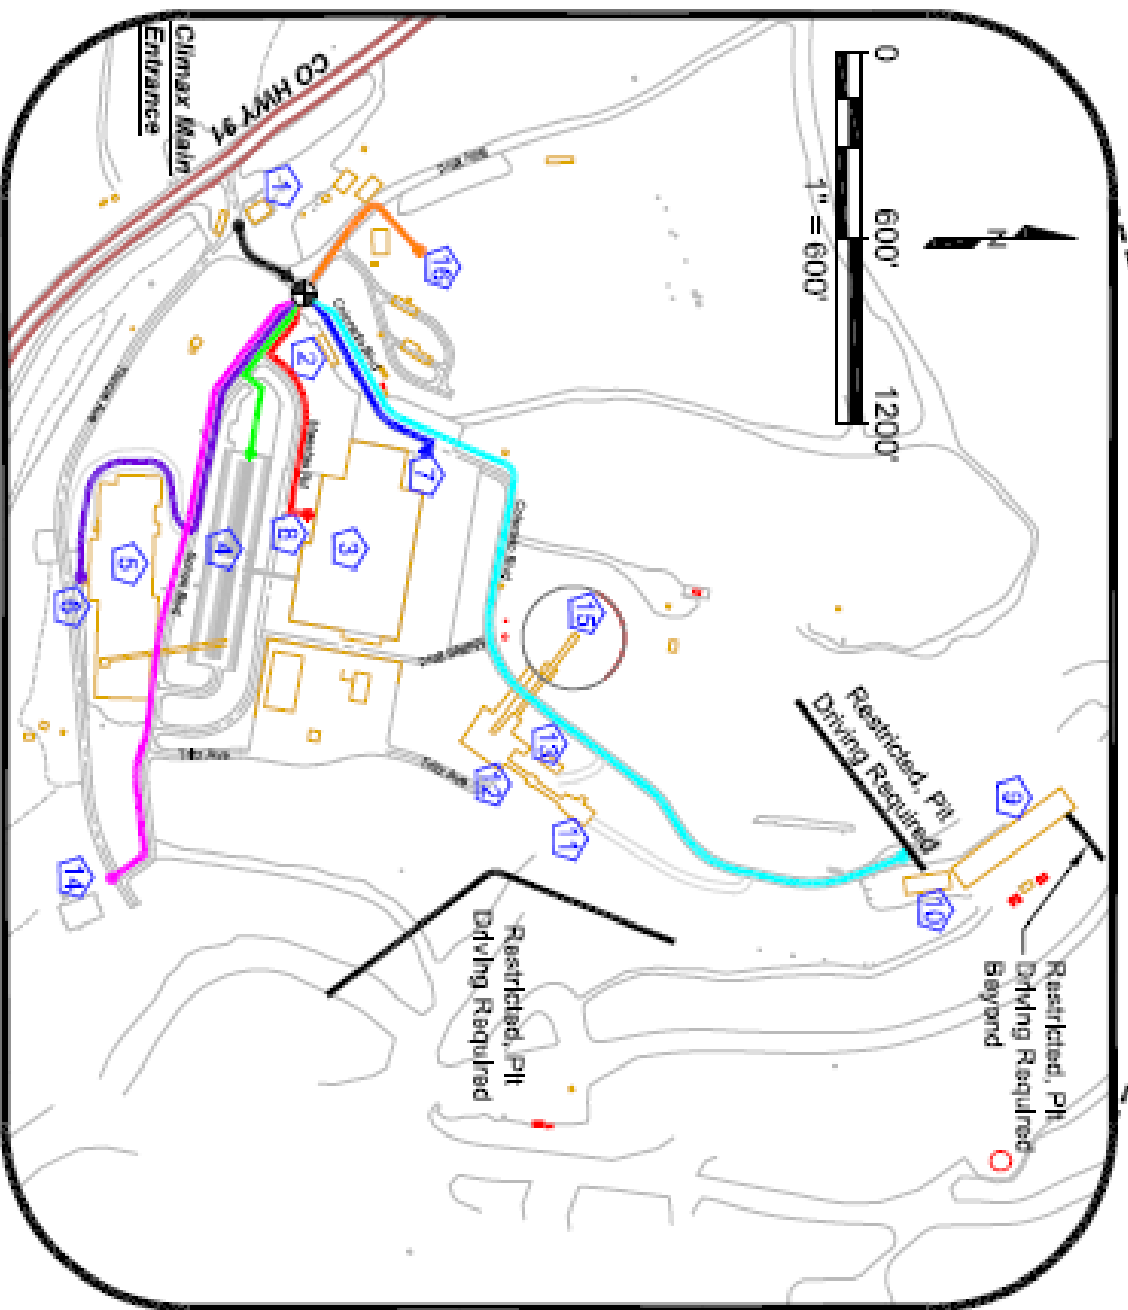 Climax Main
Entrance
CO HWY 91
0
600'
1200'
1" = 600'
N
1
16
2
7
8
3
4
5
6
15
13
12
11
9
10
14
Restricted, Pit
Driving Required
Restricted, Pit
Driving Required
Beyond
Restricted, Pit
Driving Required